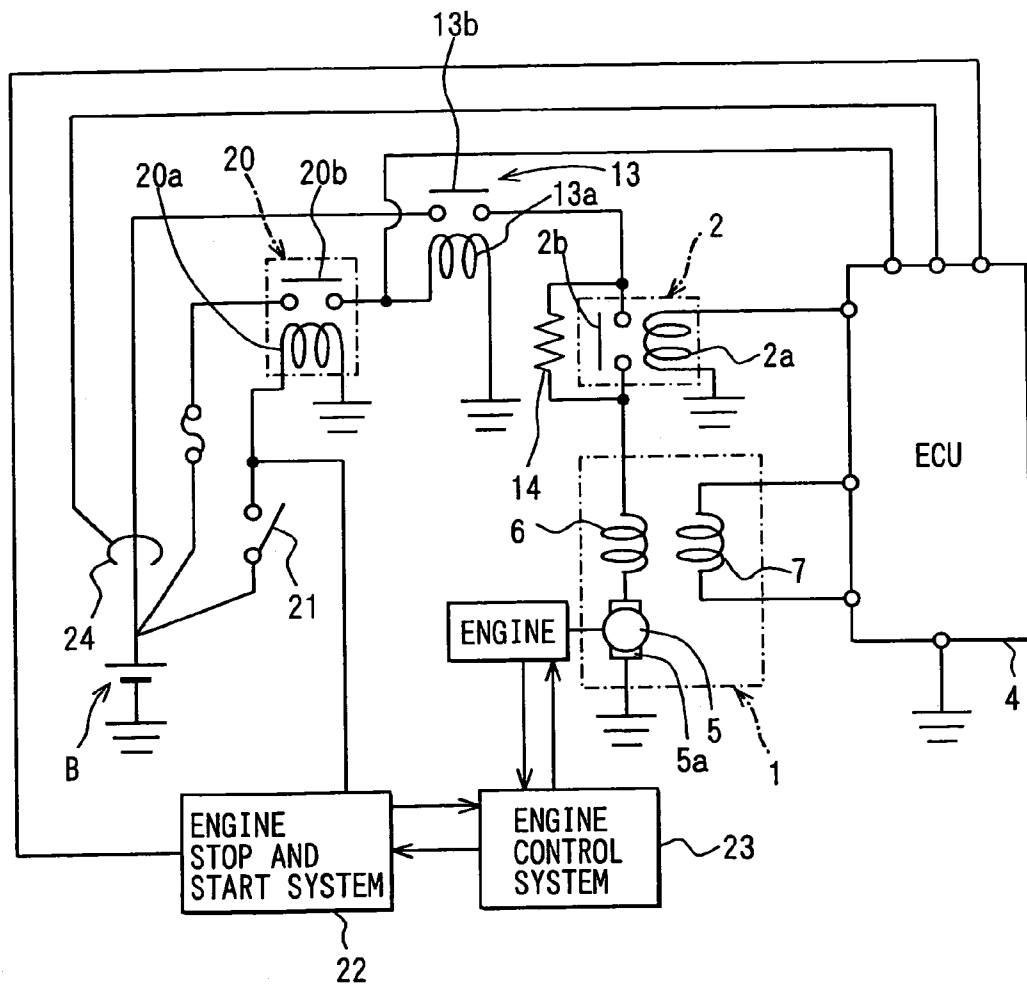 13b
20
20a
20b
13
13a
2b
2
2a
14
ECU
6
7
21
24
ENGINE
B
5
5a
1
4
ENGINE
STOP AND
START SYSTEM
ENGINE
CONTROL
SYSTEM
23
22